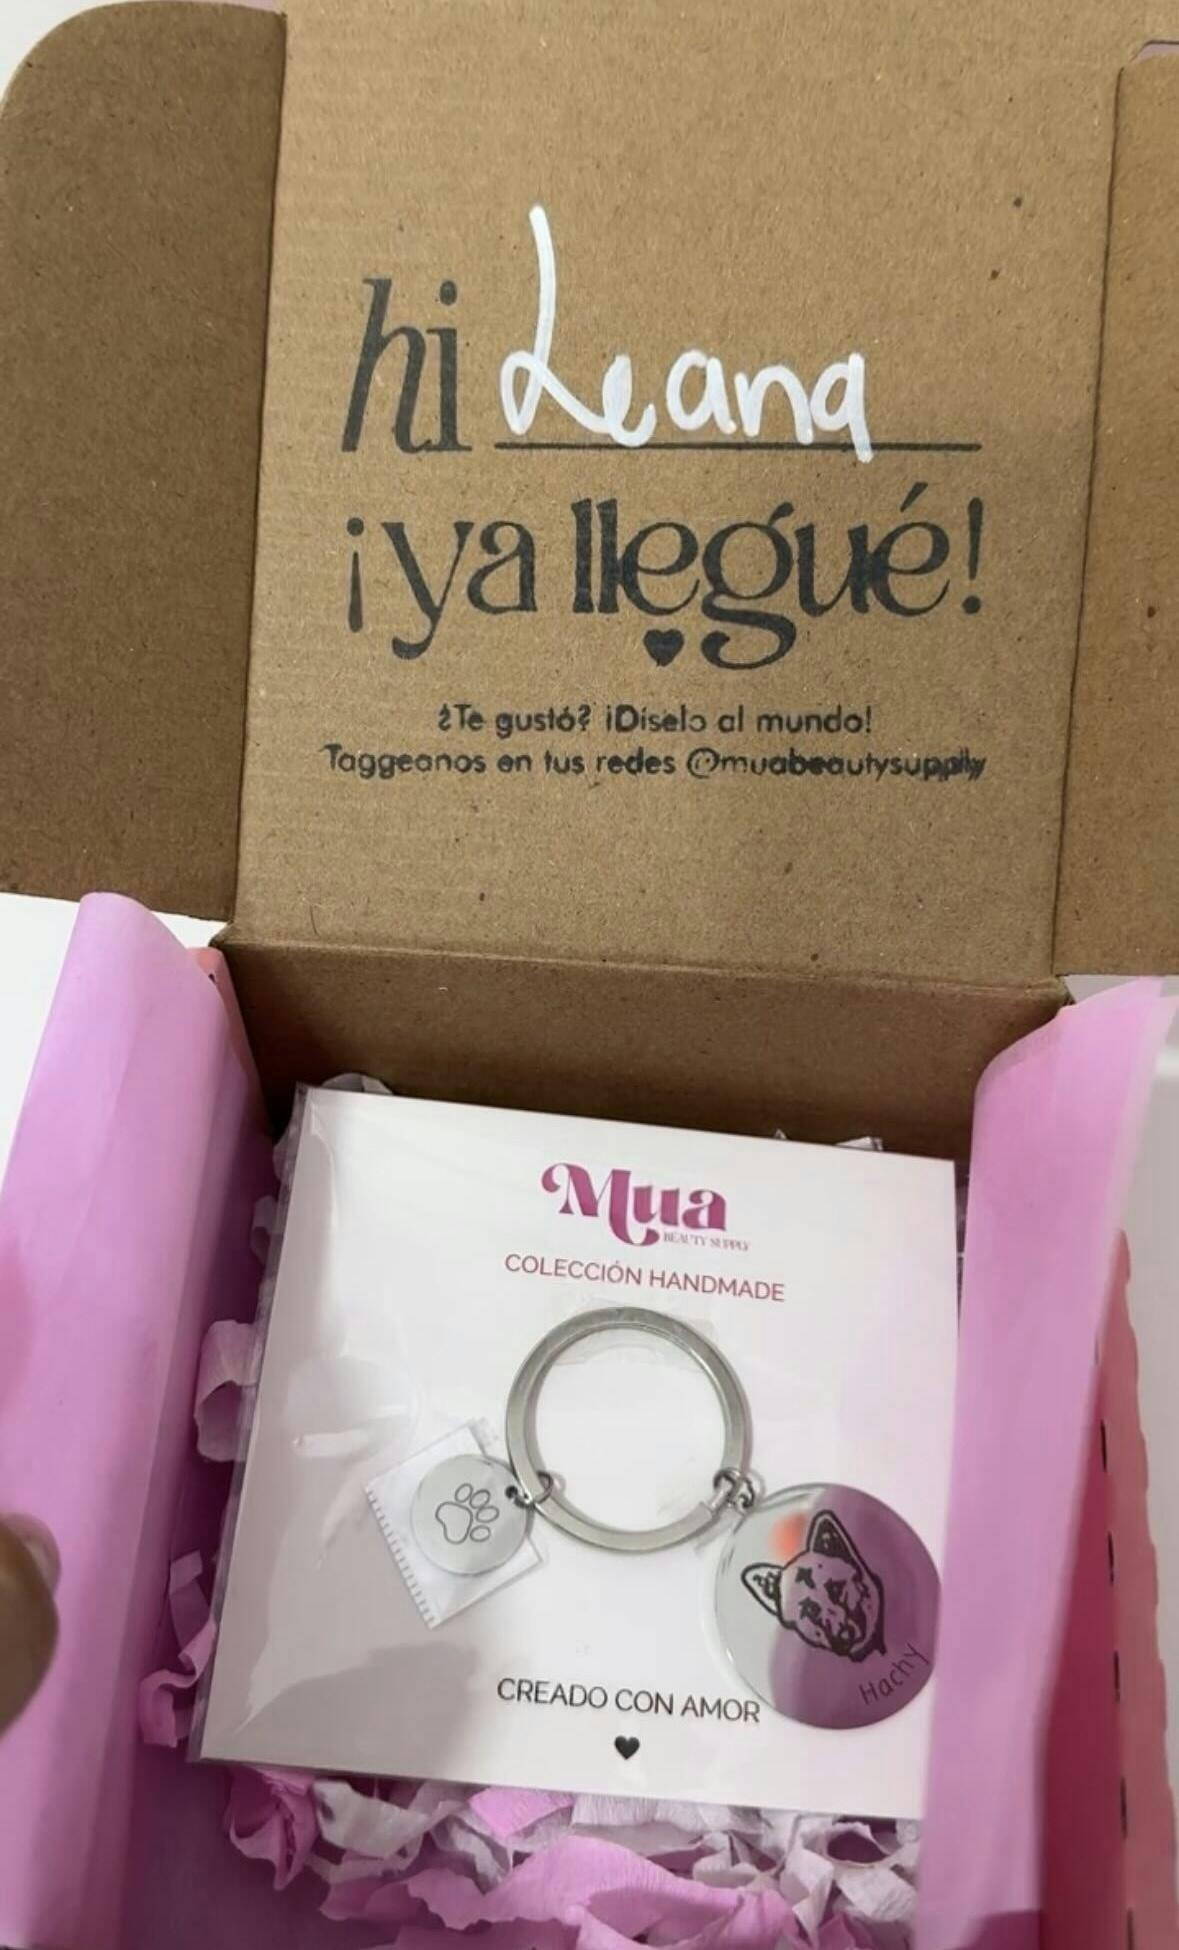 hi Leana
¡ya llegué!
¿Te gustó? ¡Díselo al mundo!
Taggeanos en tus redes @muabeautysupply
Mua
BEAUTY SUPPLY
COLECCIÓN HANDMADE
Hachy
CREADO CON AMOR